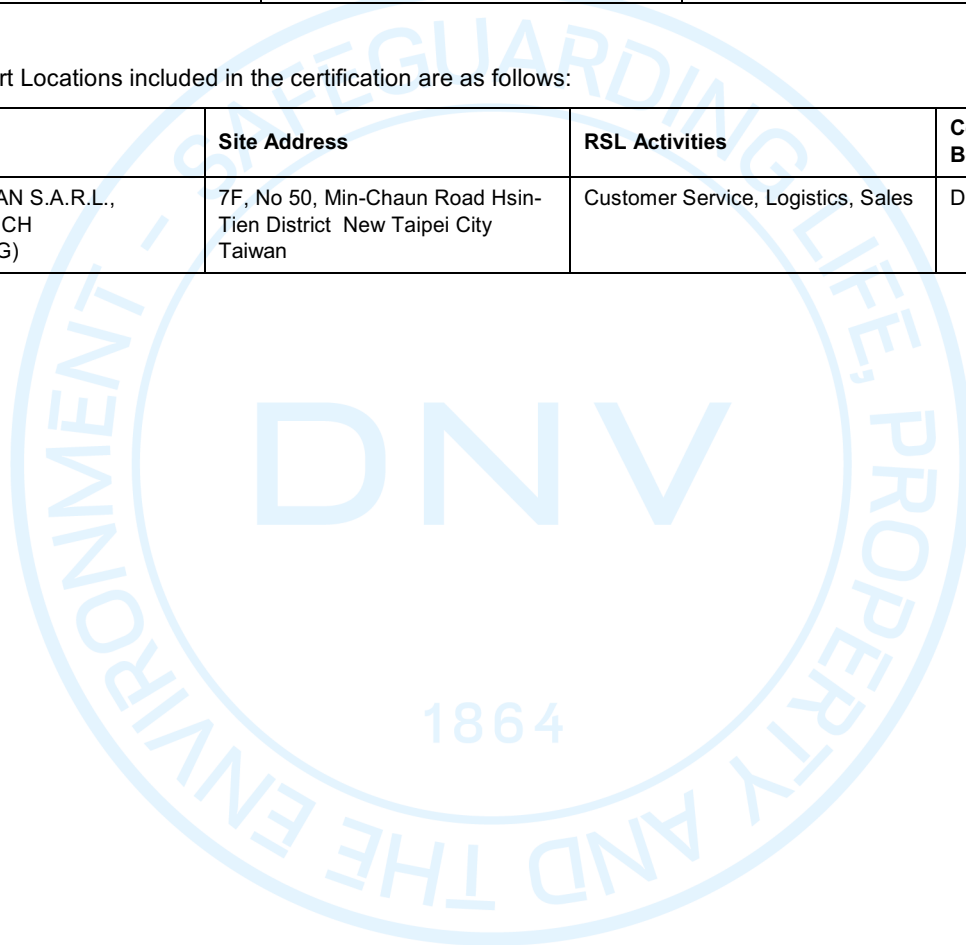 rt Locations included in the certification are as follows:
Site Address RSL Activities C
B
AN S.A.R.L., 7F, No 50, Min-Chaun Road Hsin- Customer Service, Logistics, Sales D
CH Tien District New Taipei City
G) Taiwan
SAFEGUARDING LIFE, PROPERTY AND THE ENVIRONMENT -
DNV
1864